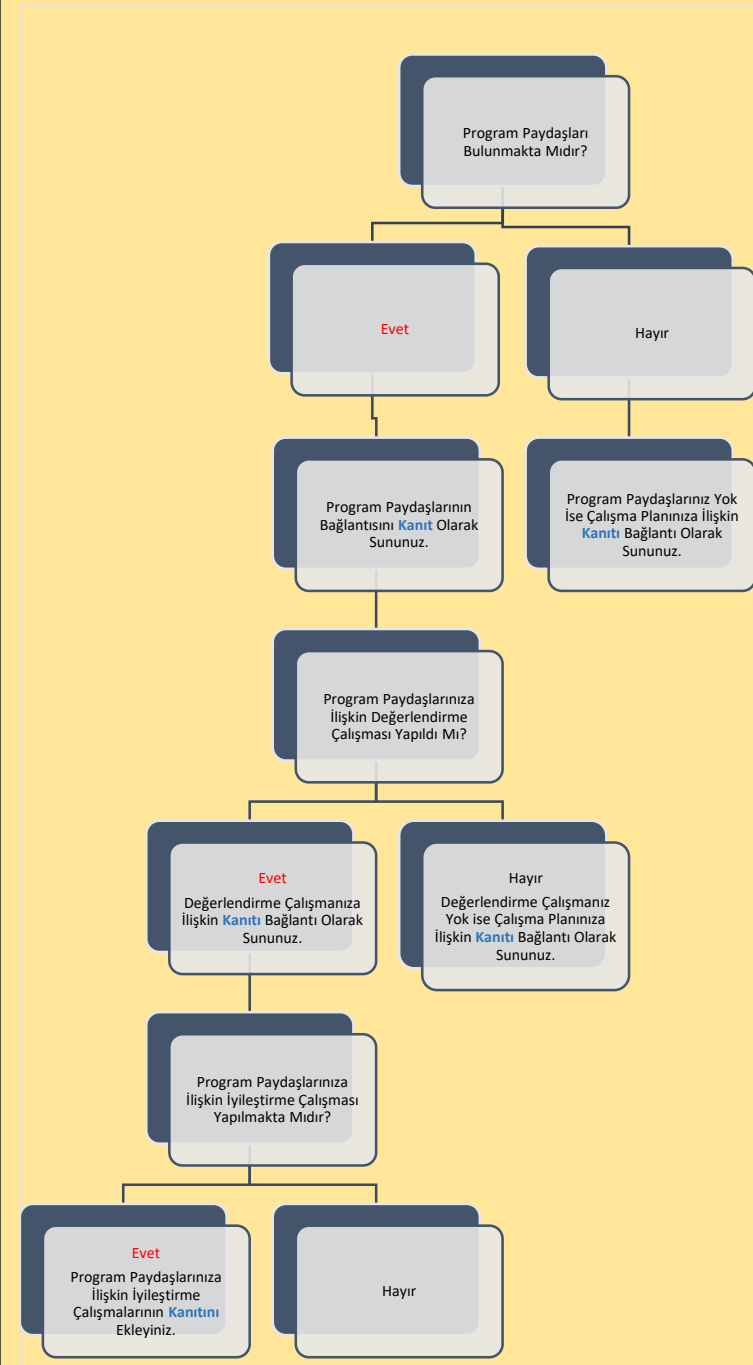 Program Paydaşları
Bulunmakta Mıdır?
Evet
Hayır
Program Paydaşlarının
Bağlantısını Kanıt Olarak
Sununuz.
Program Paydaşlarınız Yok
İse Çalışma Planınıza İlişkin
Kanıtı Bağlantı Olarak
Sununuz.
Program Paydaşlarınıza
İlişkin Değerlendirme
Çalışması Yapıldı Mı?
Evet
Değerlendirme Çalışmanıza
İlişkin Kanıtı Bağlantı Olarak
Sununuz.
Hayır
Değerlendirme Çalışmanız
Yok ise Çalışma Planınıza
İlişkin Kanıtı Bağlantı Olarak
Sununuz.
Program Paydaşlarınıza
İlişkin İyileştirme Çalışması
Yapılmakta Mıdır?
Evet
Program Paydaşlarınıza
İlişkin İyileştirme
Çalışmalarının Kanıtını
Ekleyiniz.
Hayır